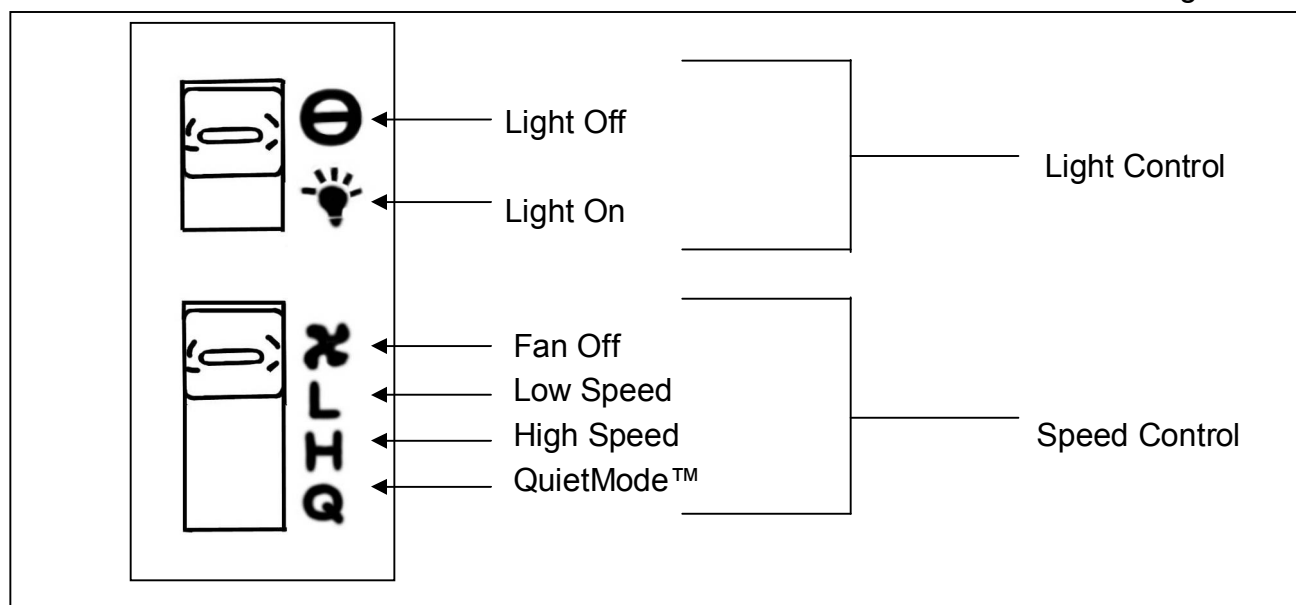 Light Off
Light On
Light Control
Fan Off
L Low Speed
H High Speed
Q QuietMode™
Speed Control